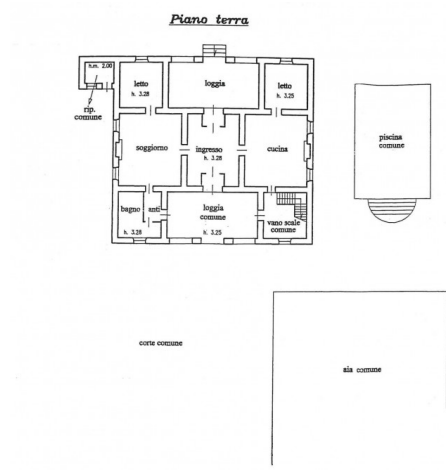 Piano terra
h.m. 2.00
rip.
comune
letto
h. 3.28
loggia
letto
h. 3.25
soggiorno
ingresso
h. 3.28
cucina
piscina
comune
bagno
anti
h. 3.28
loggia
comune
h. 3.25
vano scale
comune
corte comune
aia comune